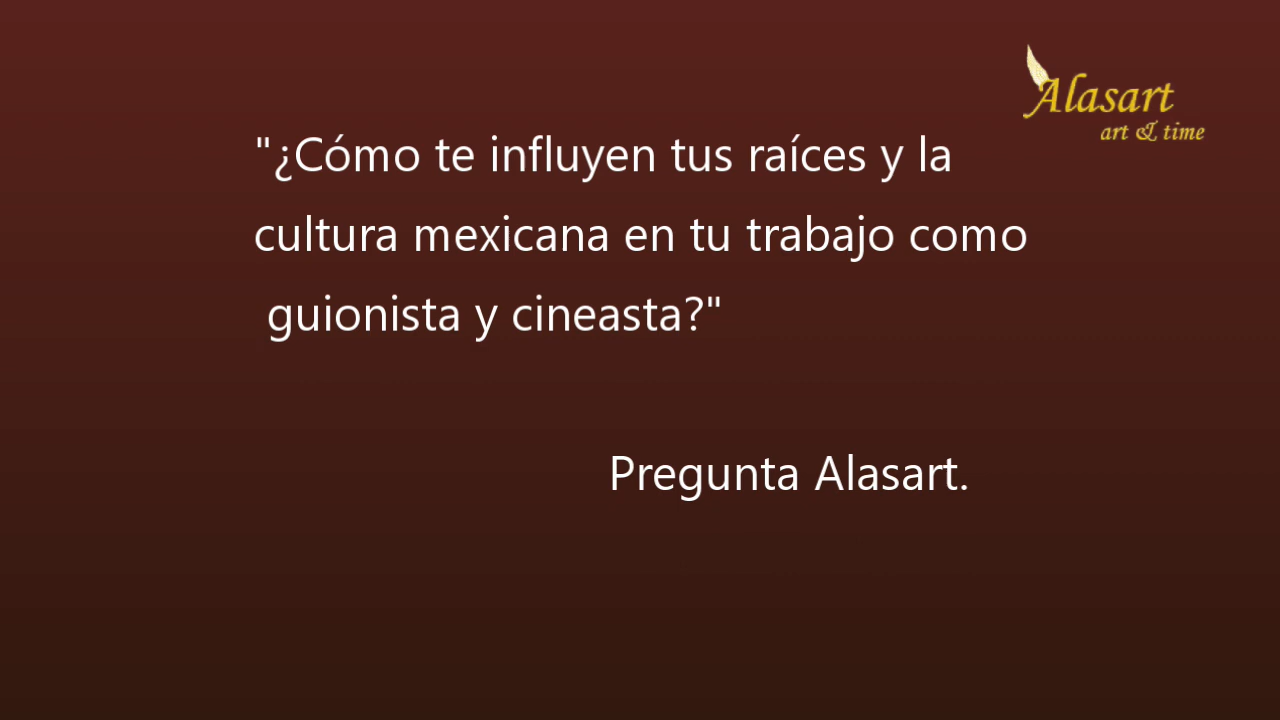 Alasart
art & time
"¿Cómo te influyen tus raíces y la
cultura mexicana en tu trabajo como
guionista y cineasta?"
Pregunta Alasart.